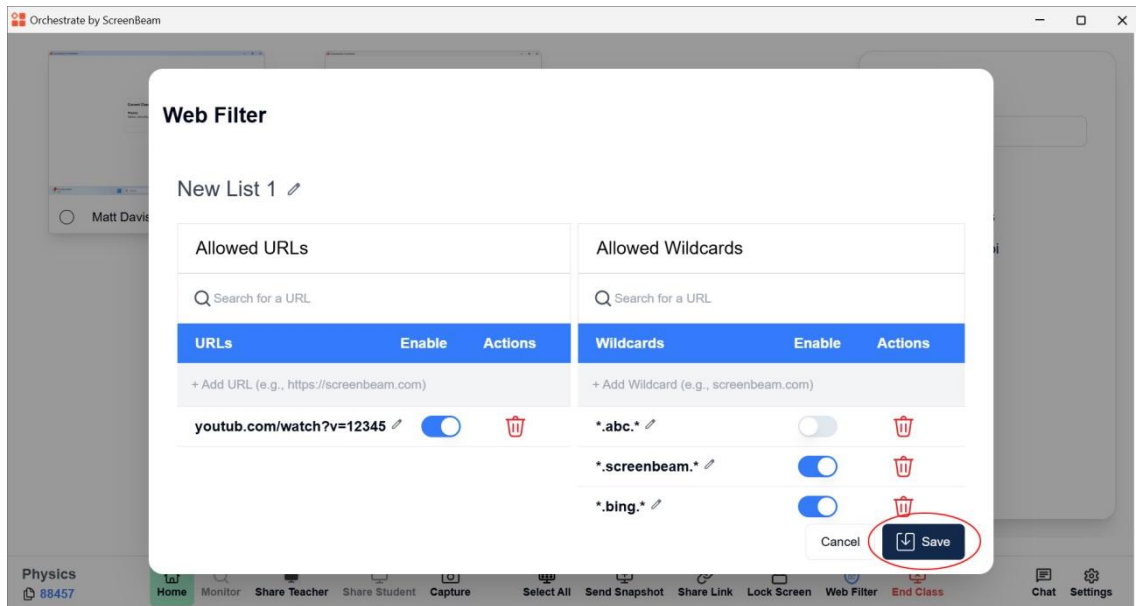 Orchestrate by ScreenBeam
Web Filter
New List 1
Allowed URLs
Search for a URL
URLs Enable Actions
+ Add URL (e.g., https://screenbeam.com)
youtub.com/watch?v=12345
Allowed Wildcards
Search for a URL
Wildcards Enable Actions
+ Add Wildcard (e.g., screenbeam.com)
*.abc.*
*.screenbeam.*
*.bing.*
Cancel Save
Matt Davis
Physics
88457
Home Monitor Share Teacher Share Student Capture Select All Send Snapshot Share Link Lock Screen Web Filter End Class Chat Settings